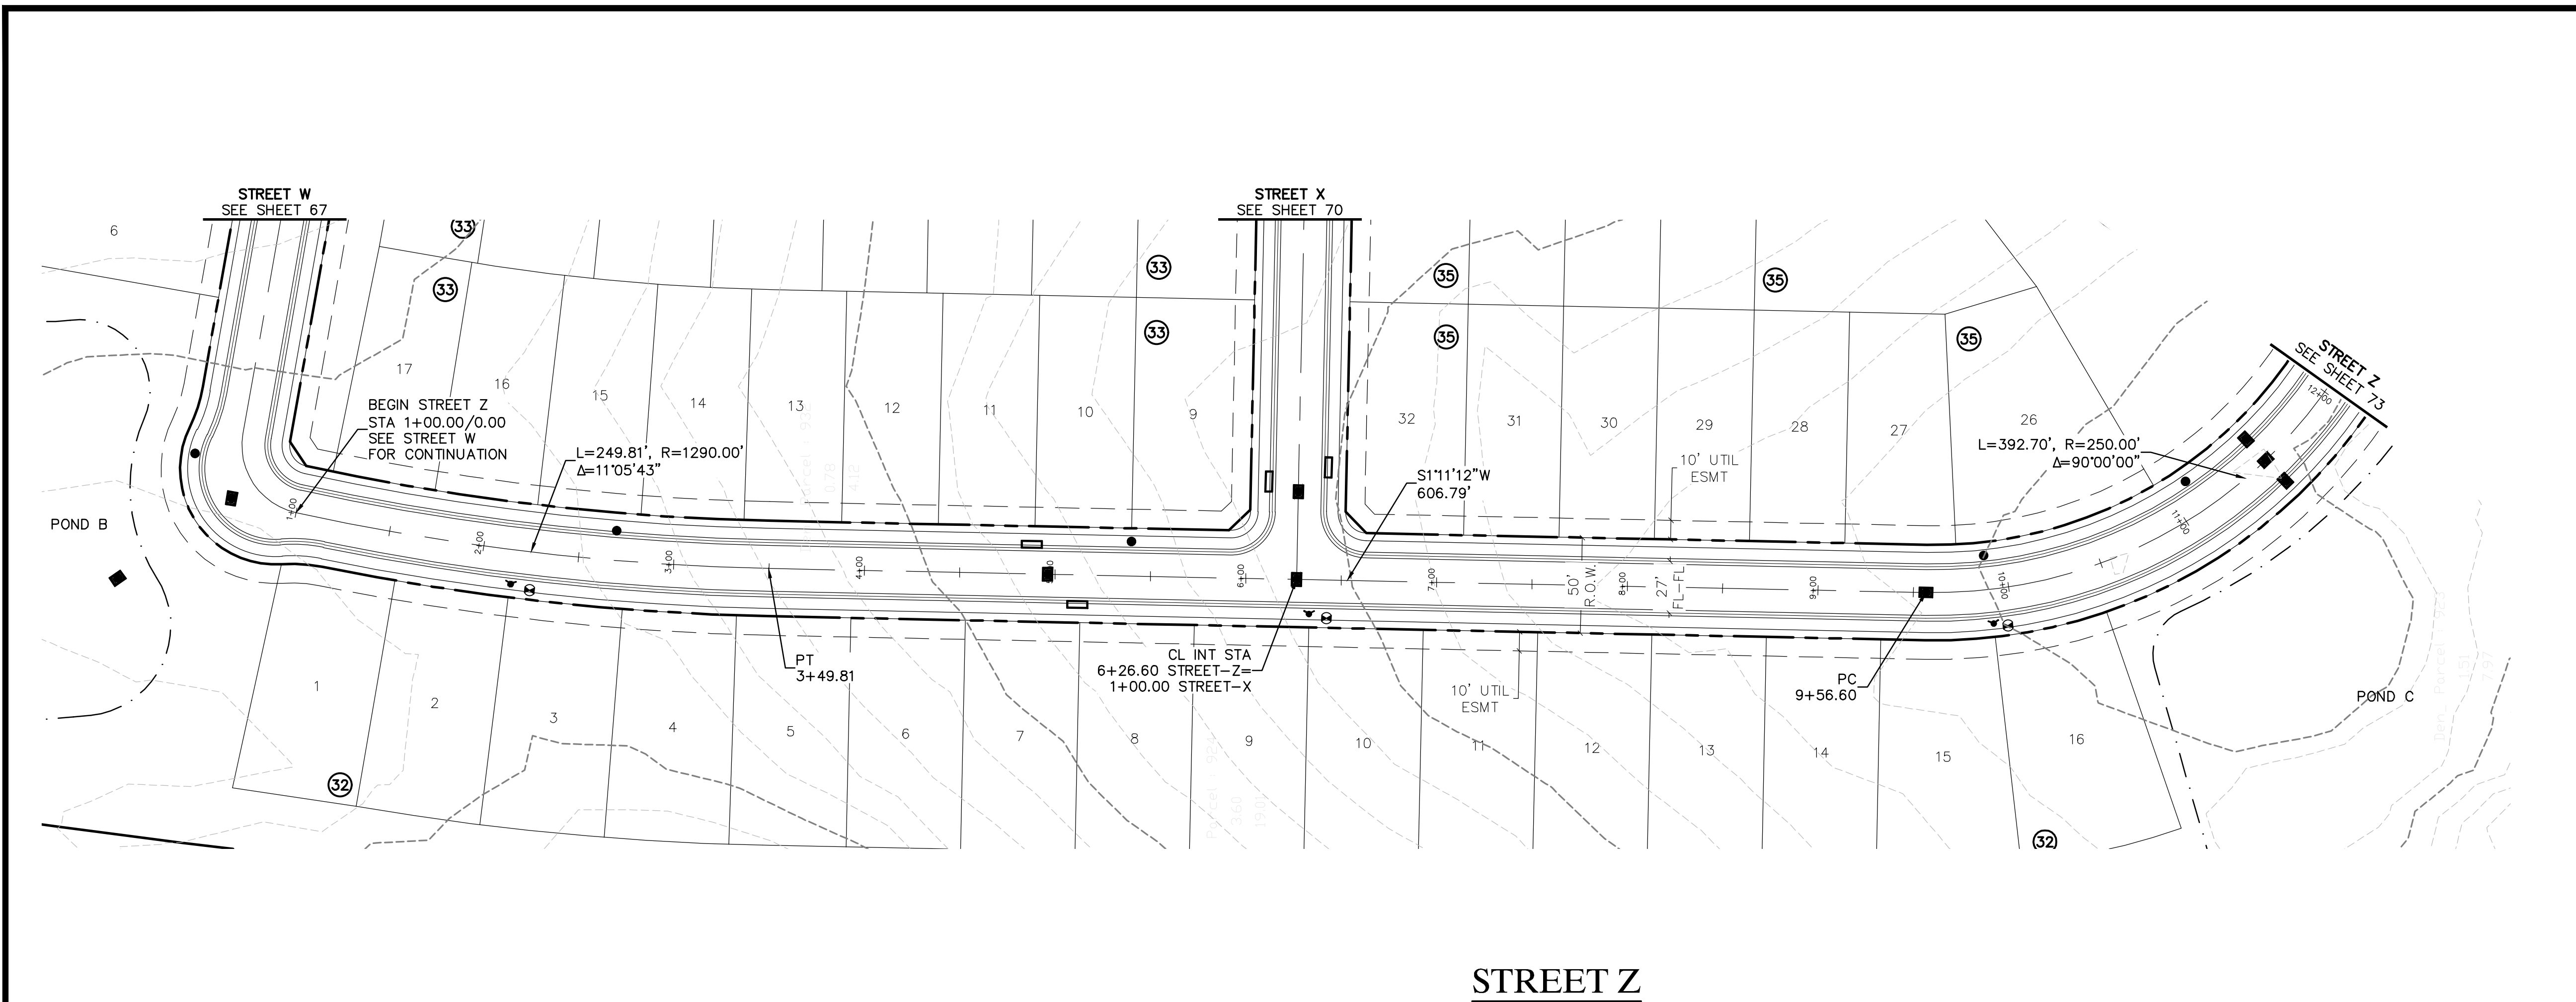 STREET W
SEE SHEET 67
STREET X
SEE SHEET 70
STREET Z
SEE SHEET 73
6
33
33
33
33
35
35
35
35
17
16
15
14
13
12
11
10
9
32
31
30
29
28
27
26
BEGIN STREET Z
STA 1+00.00/0.00
SEE STREET W
FOR CONTINUATION
L=249.81', R=1290.00'
Δ=11°05'43"
S1°11'12"W
606.79'
10' UTIL
ESMT
L=392.70', R=250.00'
Δ=90°00'00"
POND B
1+00
2+00
3+00
4+00
6+00
7+00
8+00
9+00
10+00
11+00
12+00
50'
R.O.W.
27'
FL-FL
PT
3+49.81
CL INT STA
6+26.60 STREET-Z=
1+00.00 STREET-X
10' UTIL
ESMT
PC
9+56.60
POND C
1
2
3
4
5
6
7
8
9
10
11
12
13
14
15
16
32
32
STREET Z